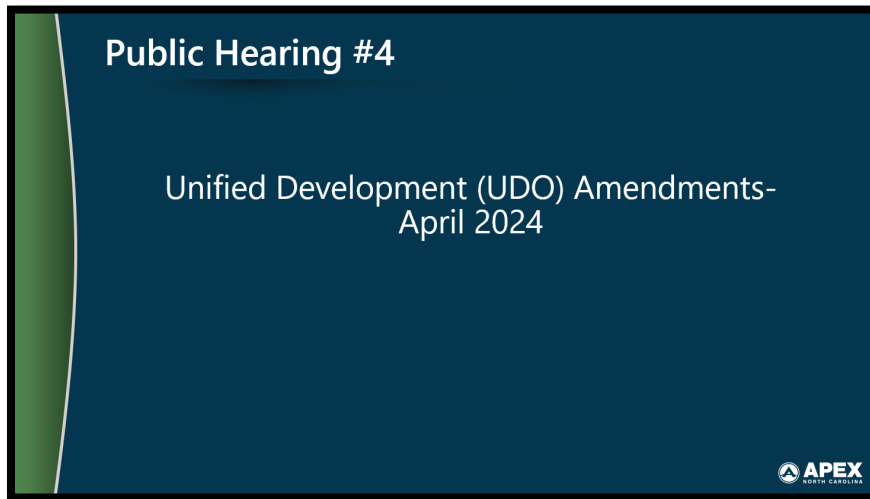 Public Hearing #4
Unified Development (UDO) Amendments-
April 2024
APEX
NORTH CAROLINA